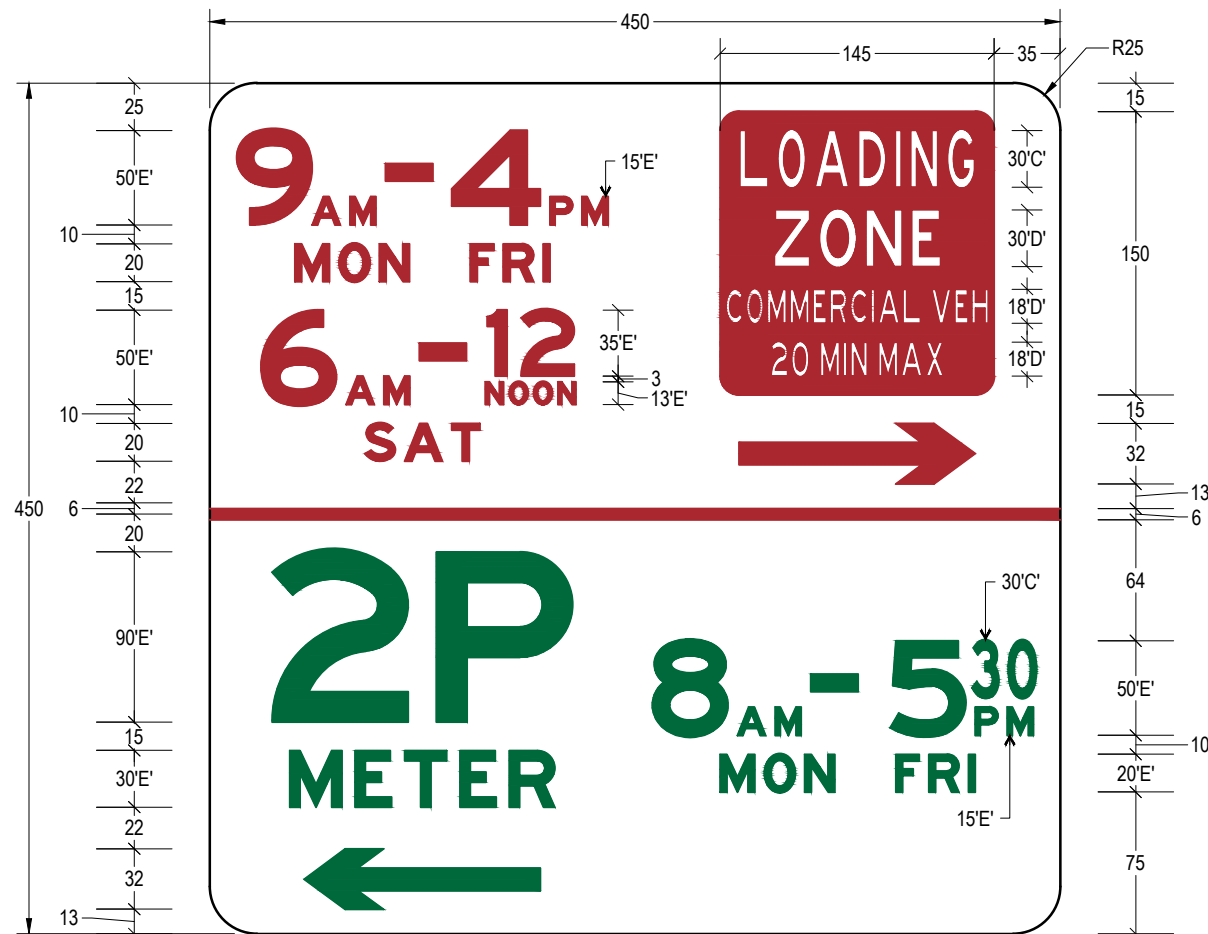 450
145
35
R25
25
50'E'
10
20
15
50'E'
10
20
22
6
20
90'E'
15
30'E'
22
32
13
450
9AM-4PM
15'E'
MON FRI
6AM-12NOON
35'E'
3
13'E'
SAT
LOADING
ZONE
COMMERCIAL VEH
20 MIN MAX
30'C'
30'D'
18'D'
18'D'
15
150
15
32
13
6
64
50'E'
10
20'E'
75
2P
METER
30'C'
8AM-530PM
MON FRI
15'E'